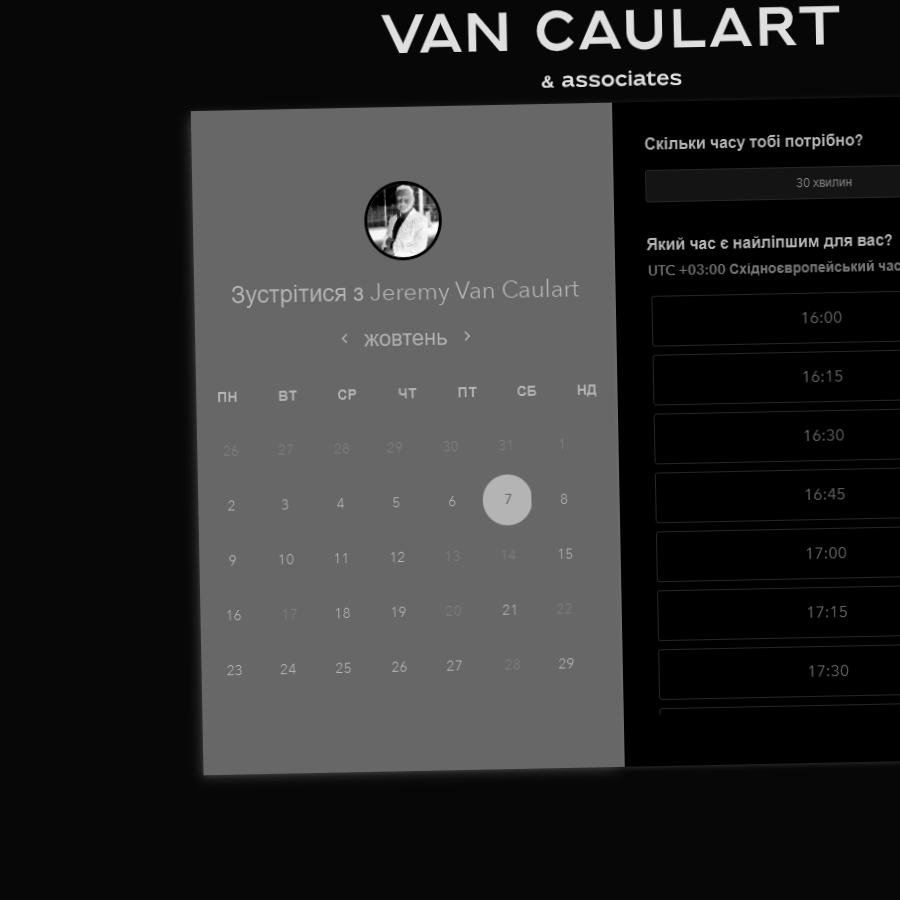 VAN CAULART
& associates
Зустрітися з Jeremy Van Caulart
жовтень
ПН ВТ СР ЧТ ПТ СБ НД
26 27 28 29 30 31 1
2 3 4 5 6 7 8
9 10 11 12 13 14 15
16 17 18 19 20 21 22
23 24 25 26 27 28 29
Скільки часу тобі потрібно?
30 хвилин
Який час є найліпшим для вас?
UTC +03:00 Східноєвропейський час
16:00
16:15
16:30
16:45
17:00
17:15
17:30